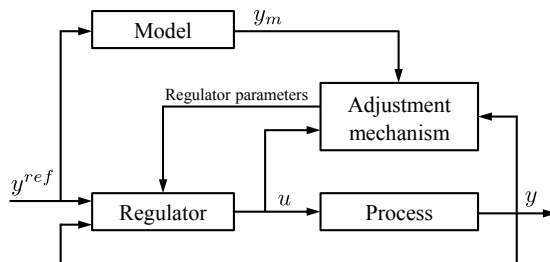 Model
y_m
Regulator parameters
Adjustment
mechanism
y^{ref}
Regulator
u
Process
y